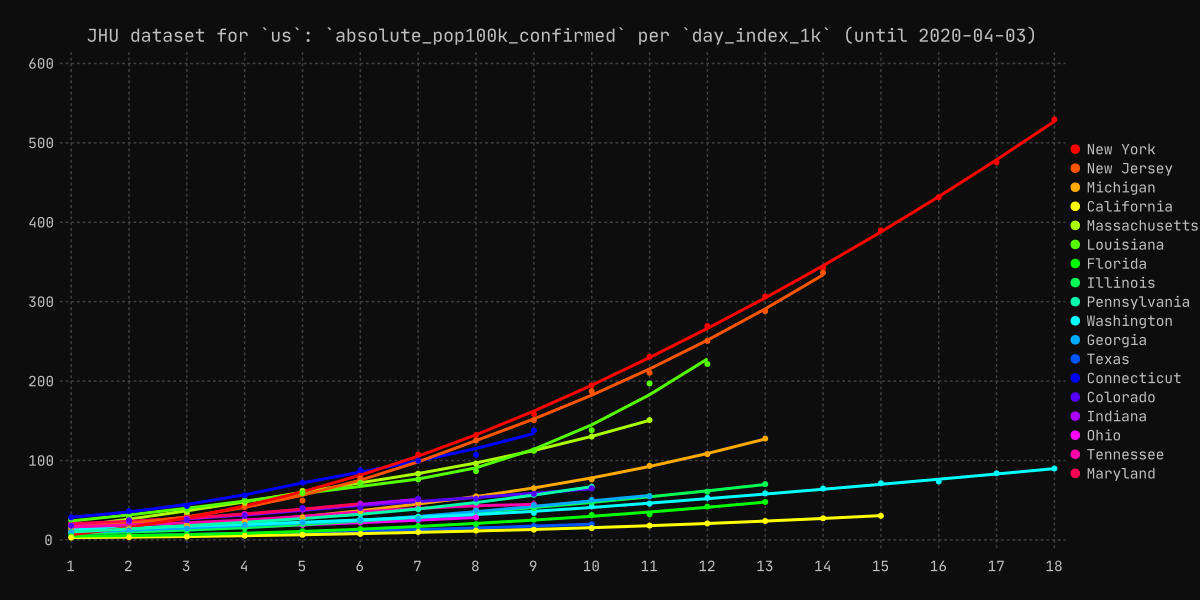 JHU dataset for `us`: `absolute_pop100k_confirmed` per `day_index_1k` (until 2020-04-03)
600
500
400
300
200
100
0
New York
New Jersey
Michigan
California
Massachusetts
Louisiana
Florida
Illinois
Pennsylvania
Washington
Georgia
Texas
Connecticut
Colorado
Indiana
Ohio
Tennessee
Maryland
1 2 3 4 5 6 7 8 9 10 11 12 13 14 15 16 17 18